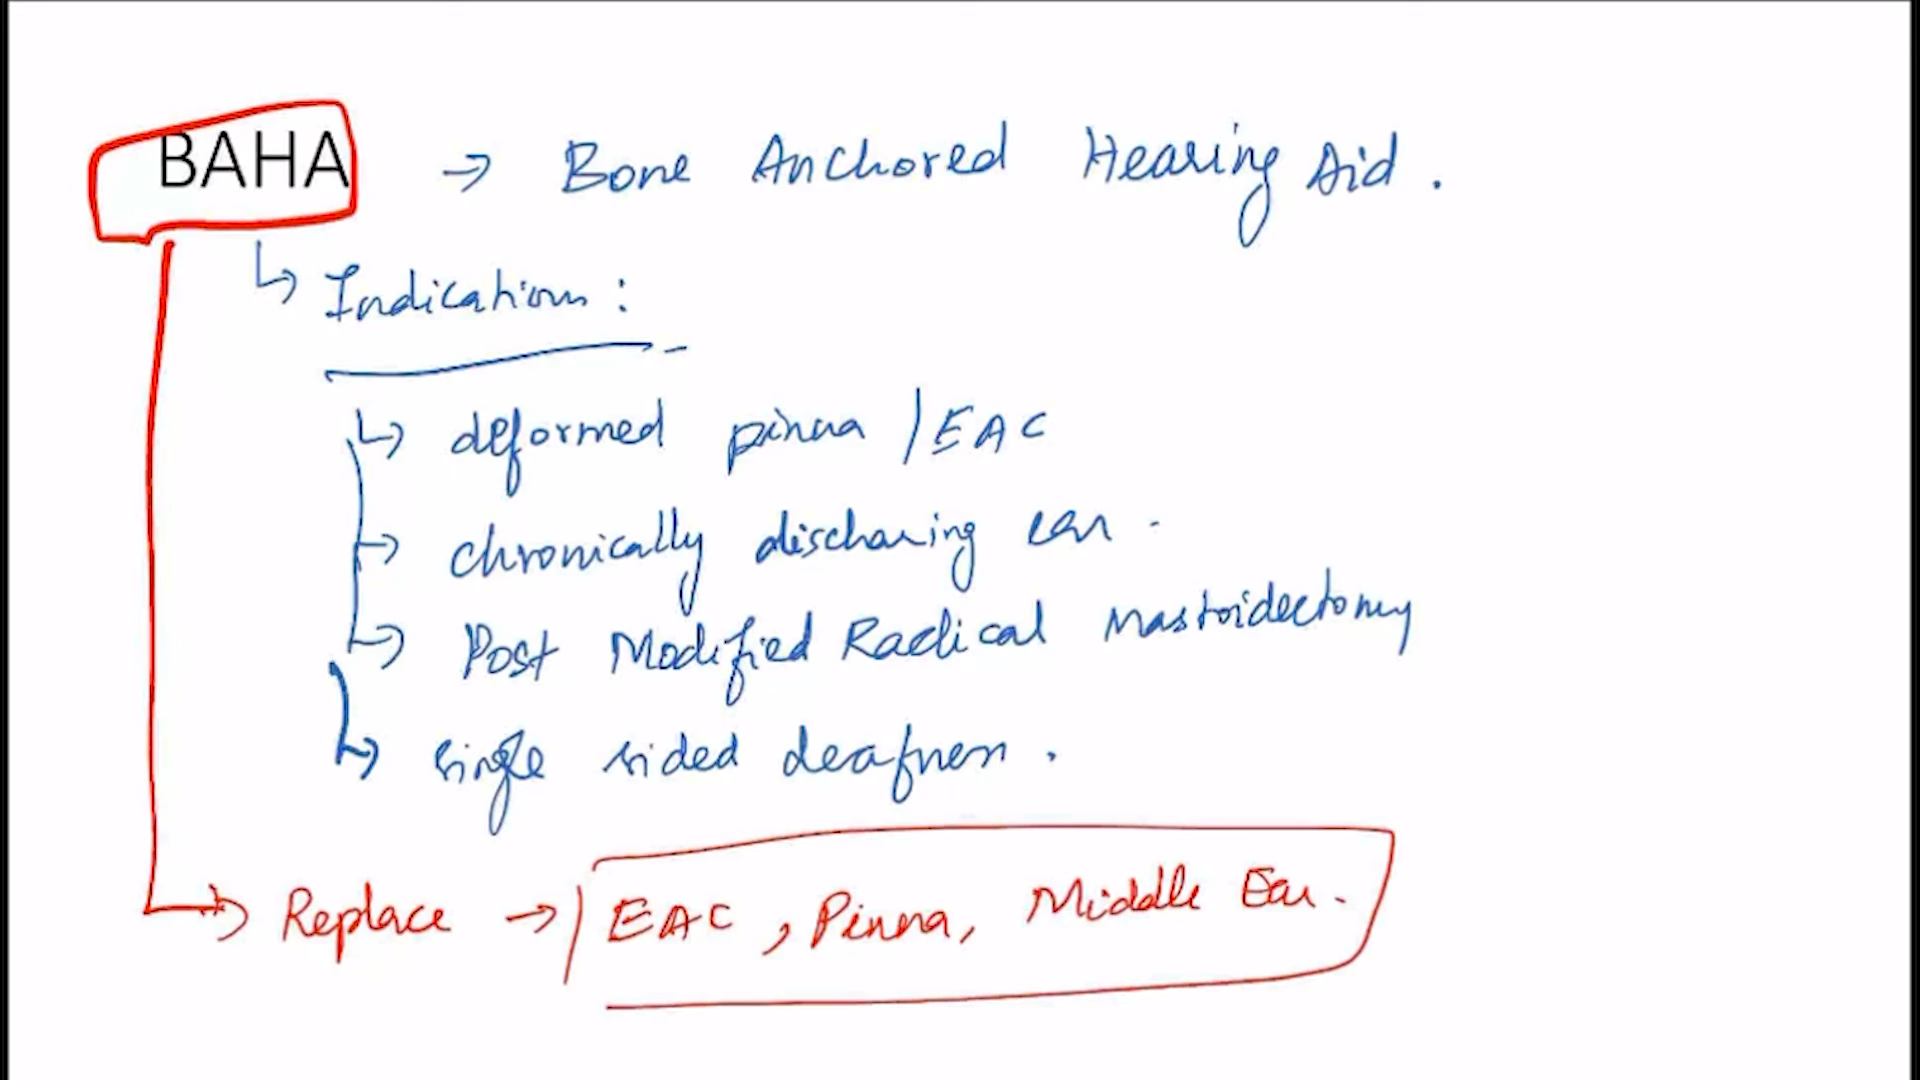 BAHA → Bone Anchored Hearing Aid.
↳ Indications:
↳ deformed pinna / EAC
→ chronically discharing ear.
↳ Post Modified Radical Mastoidectomy
↳ single sided deafness.
→ Replace → EAC, Pinna, Middle Ear.